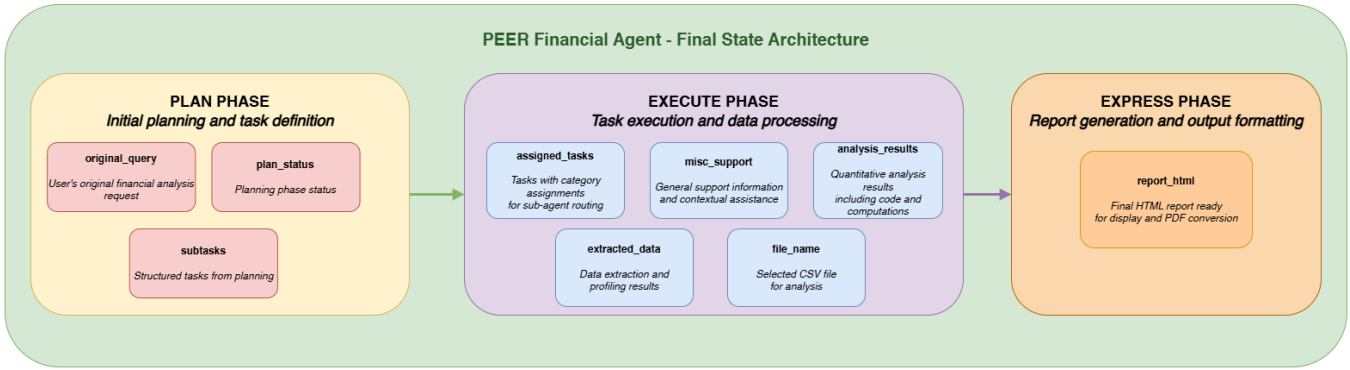 PEER Financial Agent - Final State Architecture
PLAN PHASE
Initial planning and task definition
original_query
User's original financial analysis
request
plan_status
Planning phase status
subtasks
Structured tasks from planning
EXECUTE PHASE
Task execution and data processing
assigned_tasks
Tasks with category
assignments
for sub-agent routing
misc_support
General support information
and contextual assistance
analysis_results
Quantitative analysis
results
including code and
computations
extracted_data
Data extraction and
profiling results
file_name
Selected CSV file
for analysis
EXPRESS PHASE
Report generation and output formatting
report_html
Final HTML report ready
for display and PDF conversion